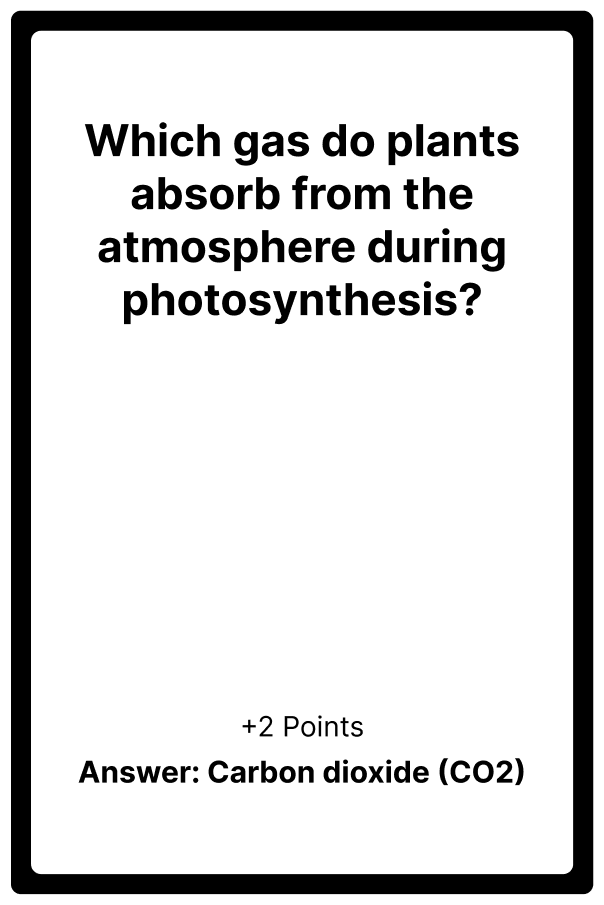 Which gas do plants
absorb from the
atmosphere during
photosynthesis?
+2 Points
Answer: Carbon dioxide (CO2)